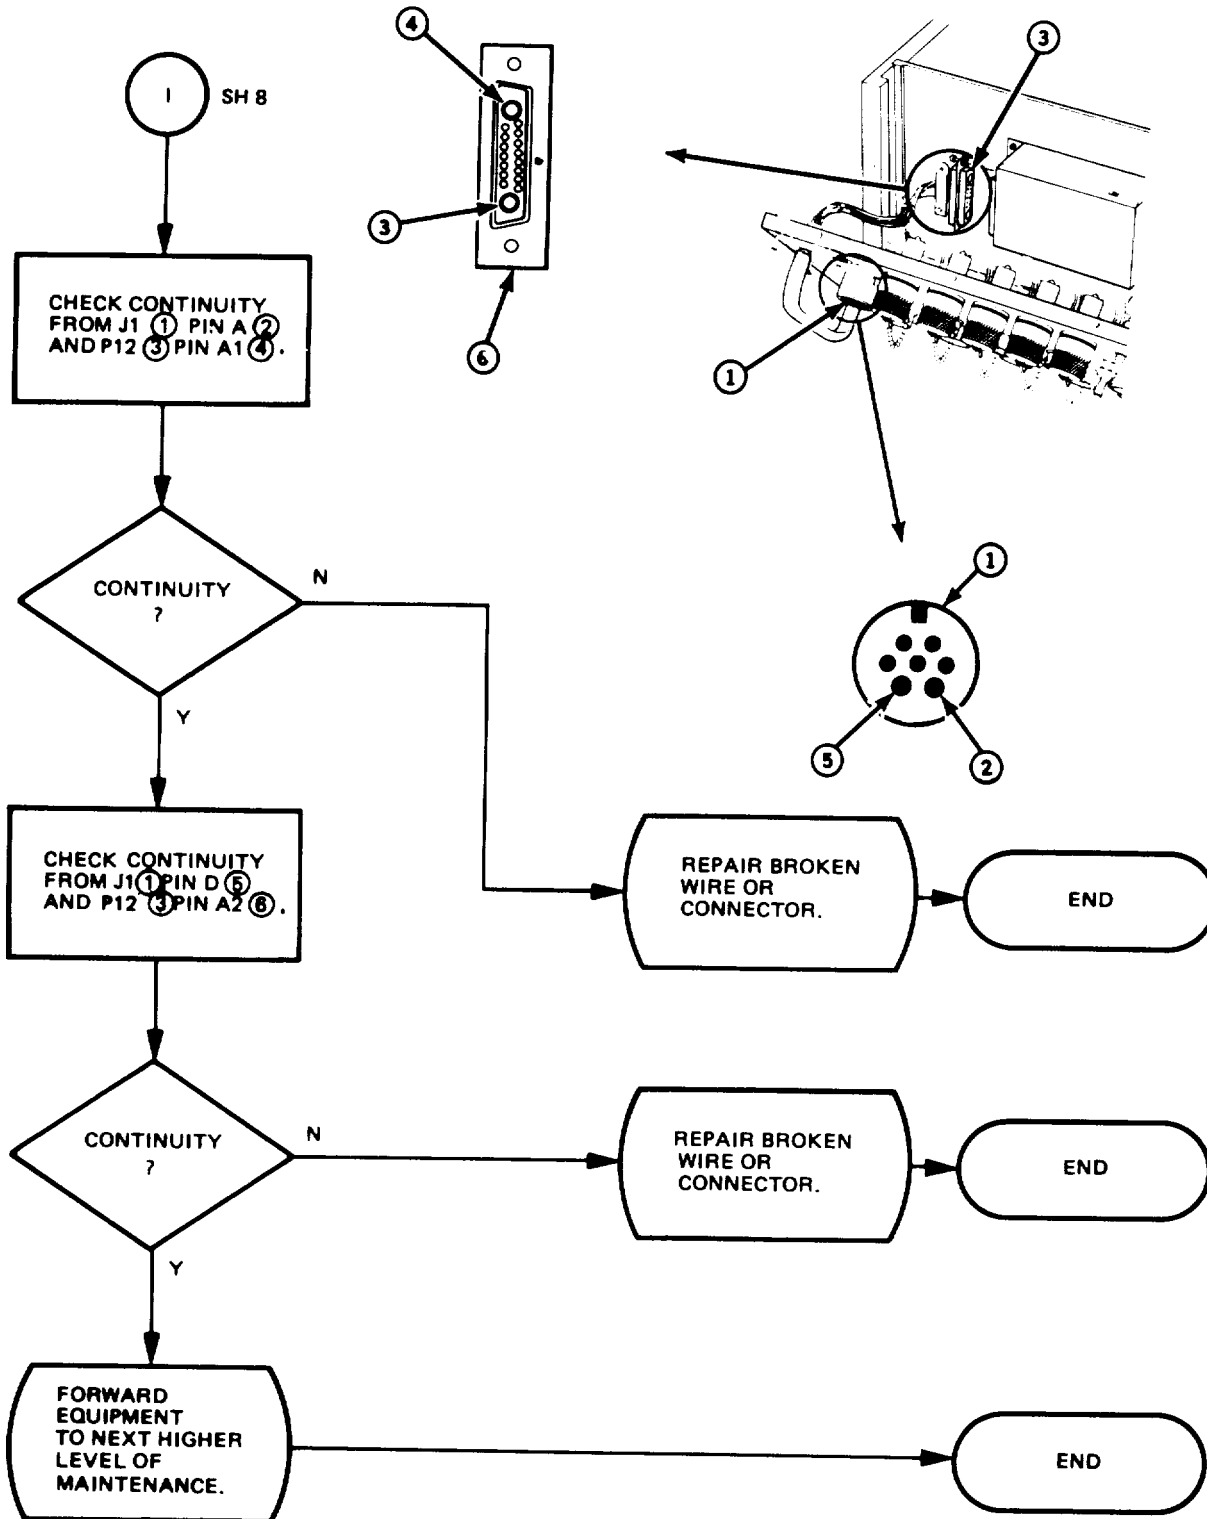 I SH 8
4
3
6
3
1
CHECK CONTINUITY
FROM J1 1 PIN A 2
AND P12 3 PIN A1 4.
CONTINUITY
?
N
Y
1
5
2
CHECK CONTINUITY
FROM J1 1 PIN D 5
AND P12 3 PIN A2 6.
REPAIR BROKEN
WIRE OR
CONNECTOR.
END
CONTINUITY
?
N
Y
REPAIR BROKEN
WIRE OR
CONNECTOR.
END
FORWARD
EQUIPMENT
TO NEXT HIGHER
LEVEL OF
MAINTENANCE.
END